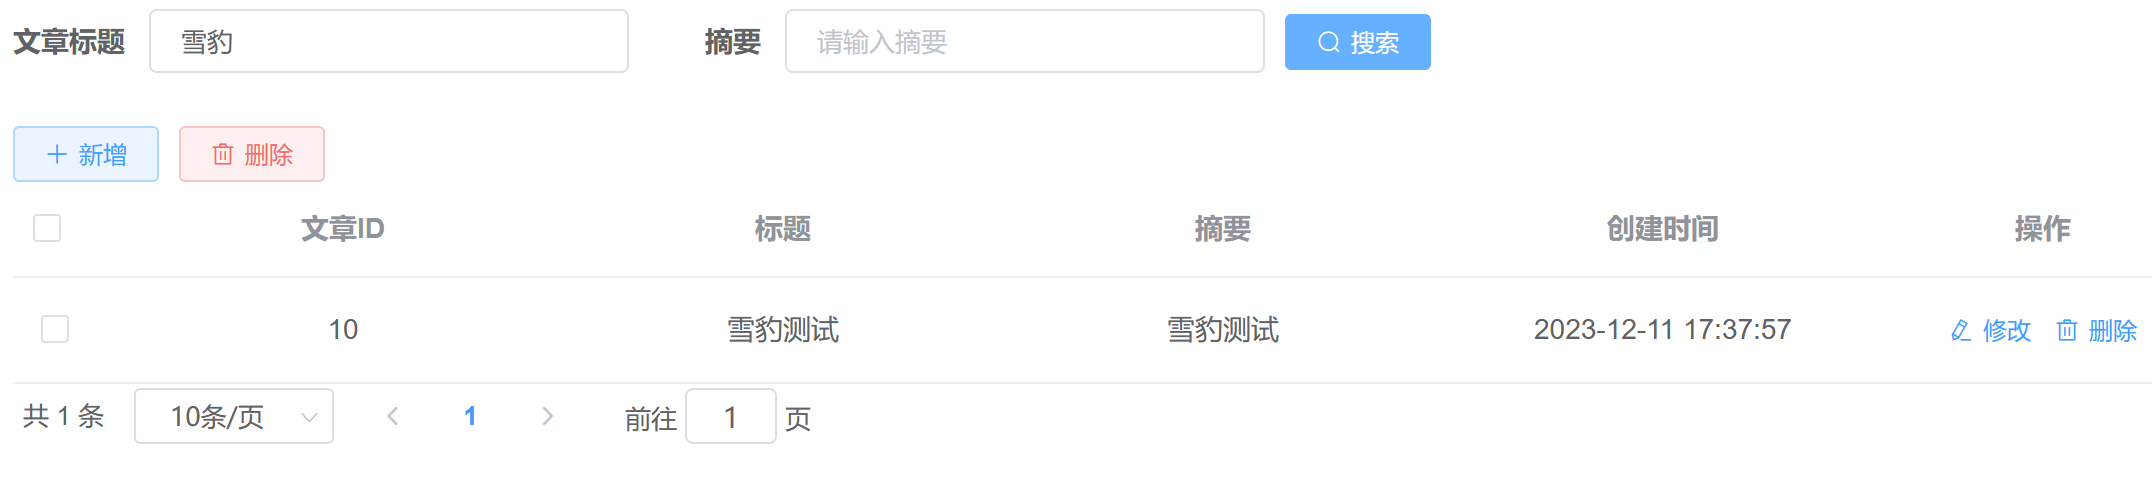 文章标题 雪豹 摘要 请输入摘要 搜索
新增 删除
文章ID 标题 摘要 创建时间 操作
10 雪豹测试 雪豹测试 2023-12-11 17:37:57 修改 删除
共 1 条 10条/页 1 前往 1 页